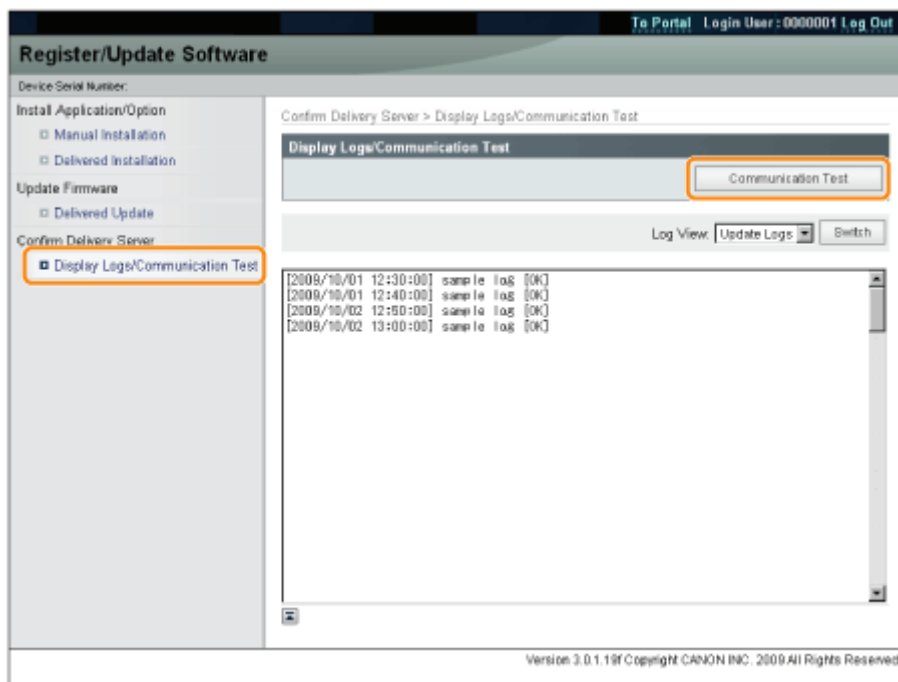 To Portal Login User : 0000001 Log Out
Register/Update Software
Device Serial Number:
Install Application/Option
Manual Installation
Delivered Installation
Update Firmware
Delivered Update
Confirm Delivery Server
Display Logs/Communication Test
Confirm Delivery Server > Display Logs/Communication Test
Display Logs/Communication Test
Communication Test
Log View: Update Logs Switch
[2009/10/01 12:30:00] sample log [OK]
[2009/10/01 12:40:00] sample log [OK]
[2009/10/02 12:50:00] sample log [OK]
[2009/10/02 13:00:00] sample log [OK]
Version 3.0.1.19f Copyright CANON INC. 2009 All Rights Reserved